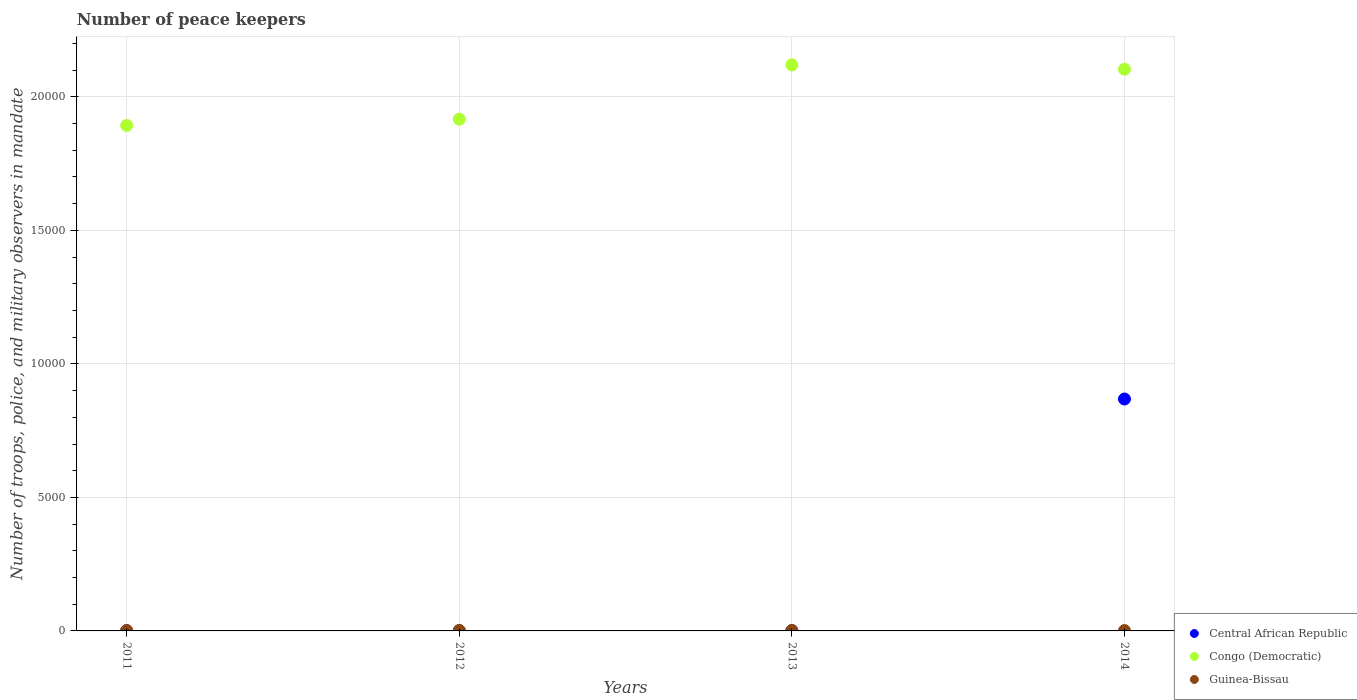 Number of peace keepers
Number of troops, police, and military observers in mandate
20000
15000
10000
5000
0
2011
2012
2013
2014
Years
Central African Republic
Congo (Democratic)
Guinea-Bissau